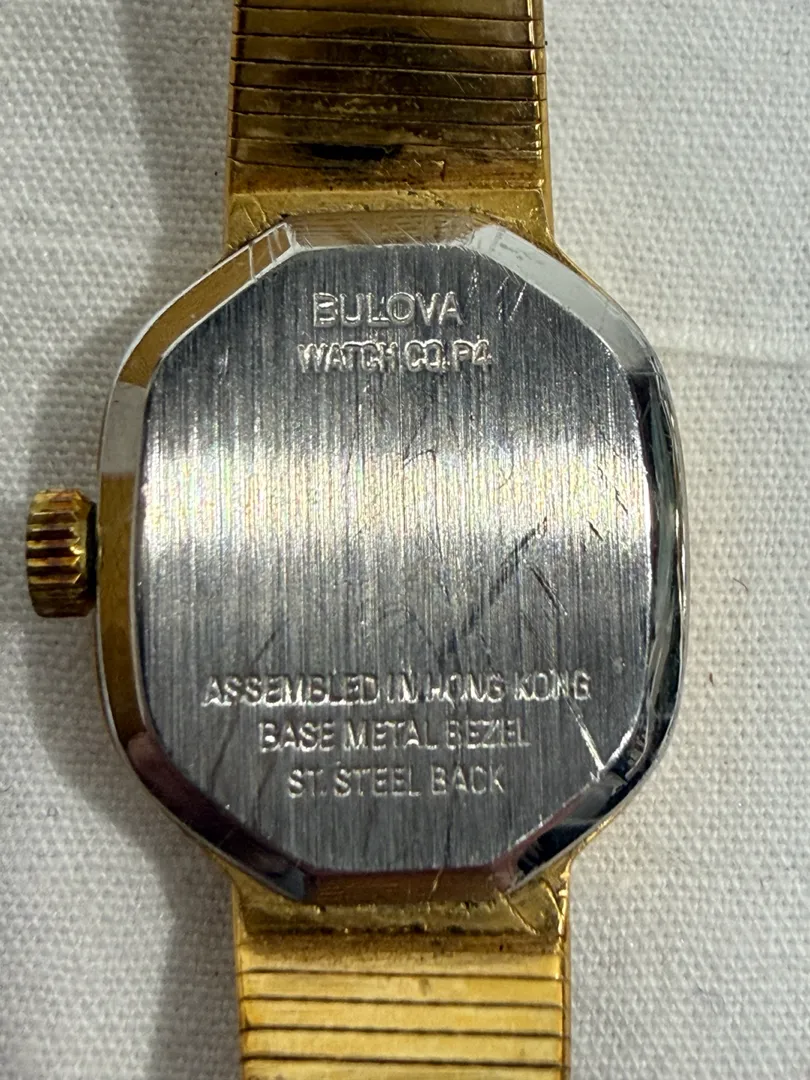 BULOVA
WATCH CO. P4
ASSEMBLED IN HONG KONG
BASE METAL BEZEL
ST. STEEL BACK